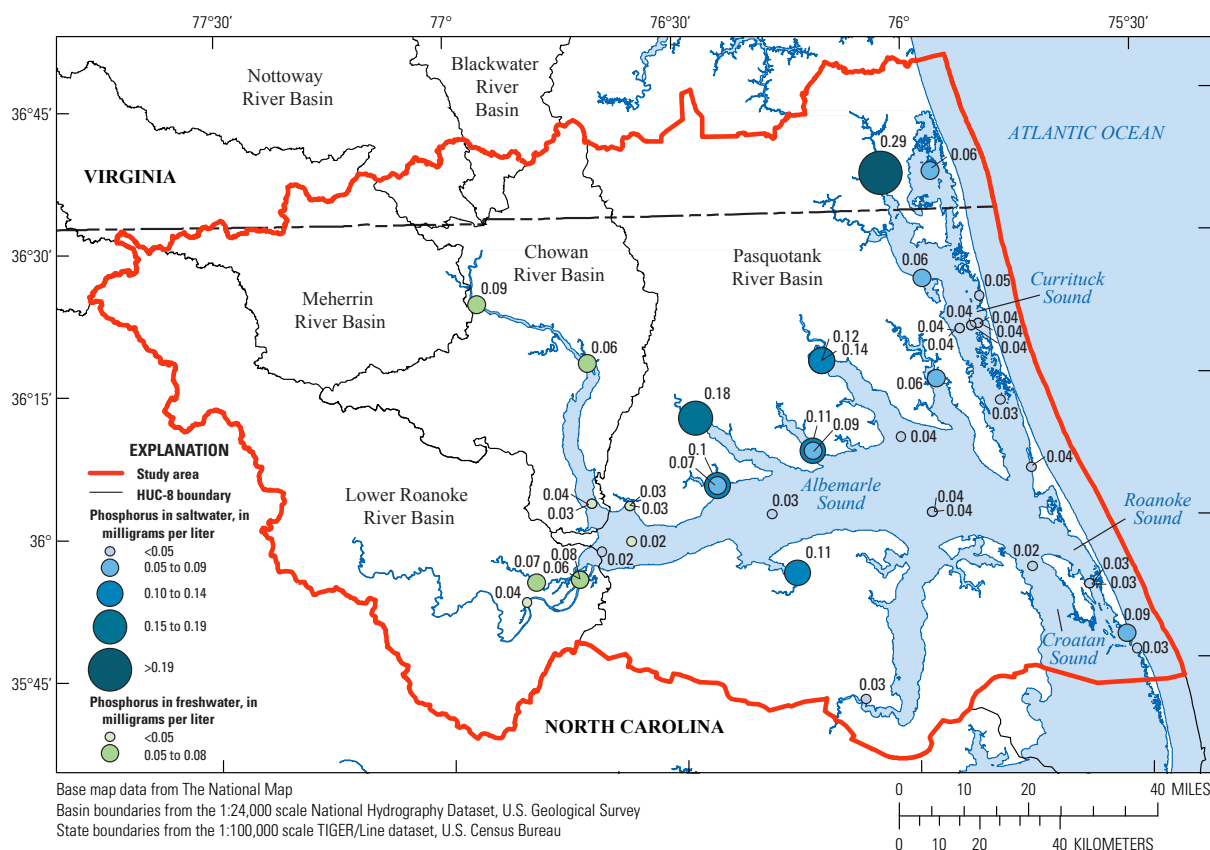 77°30′
77°
76°30′
76°
75°30′
36°45′
36°30′
36°15′
36°
35°45′
Nottoway
River Basin
Blackwater
River
Basin
ATLANTIC OCEAN
VIRGINIA
0.29
0.06
Chowan
River Basin
Pasquotank
River Basin
Meherrin
River Basin
0.09
0.06
0.05
Currituck
Sound
0.04
0.04
0.04
0.04
0.04
0.06
0.12
0.14
0.06
0.03
0.18
0.11
0.09
0.04
0.04
0.1
0.07
Albemarle
Sound
Lower Roanoke
River Basin
0.04
0.03
0.03
0.03
0.03
0.04
0.04
Roanoke
Sound
0.02
0.08
0.02
0.07
0.06
0.04
0.11
0.02
0.03
0.03
0.09
0.03
Croatan
Sound
0.03
NORTH CAROLINA
EXPLANATION
Study area
HUC-8 boundary
Phosphorus in saltwater, in
milligrams per liter
<0.05
0.05 to 0.09
0.10 to 0.14
0.15 to 0.19
>0.19
Phosphorus in freshwater, in
milligrams per liter
<0.05
0.05 to 0.08
Base map data from The National Map
Basin boundaries from the 1:24,000 scale National Hydrography Dataset, U.S. Geological Survey
State boundaries from the 1:100,000 scale TIGER/Line dataset, U.S. Census Bureau
0 10 20 40 MILES
0 10 20 40 KILOMETERS